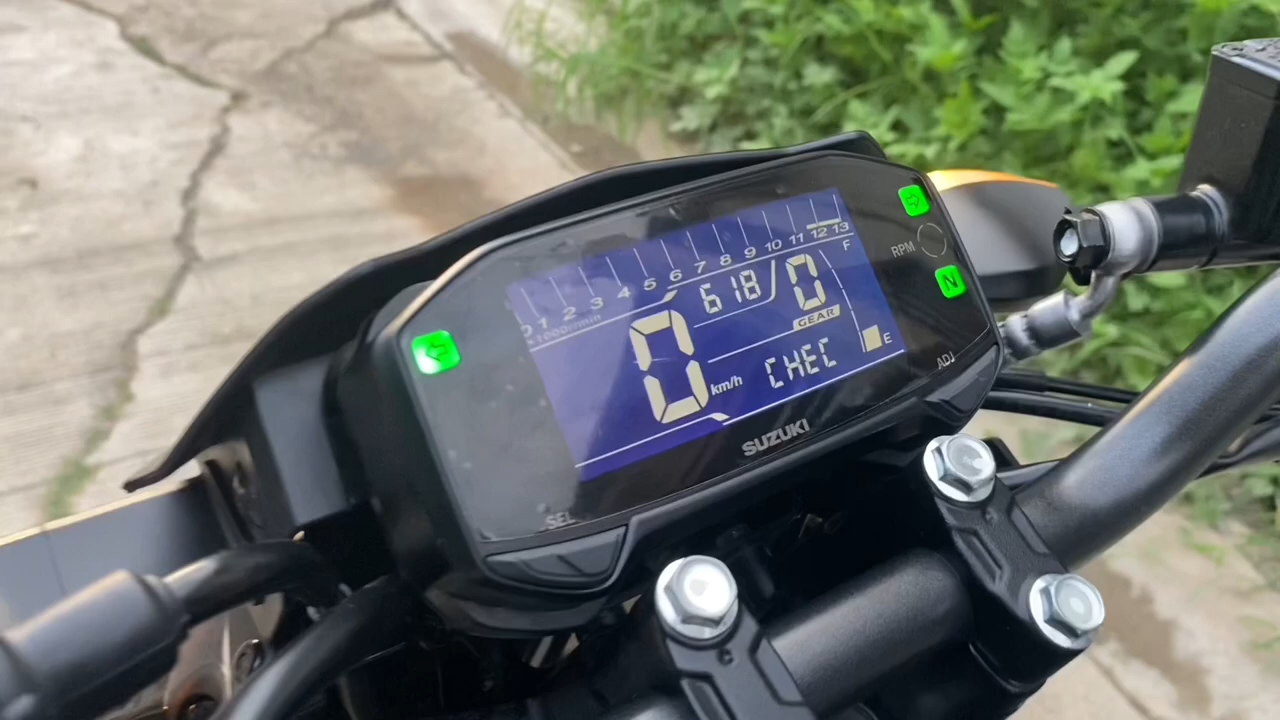 0 1 2 3 4 5 6 7 8 9 10 11 12 13
×1000r/min
618
0
F
GEAR
0 km/h
CHEC
E
RPM
N
ADJ
SUZUKI
SEL